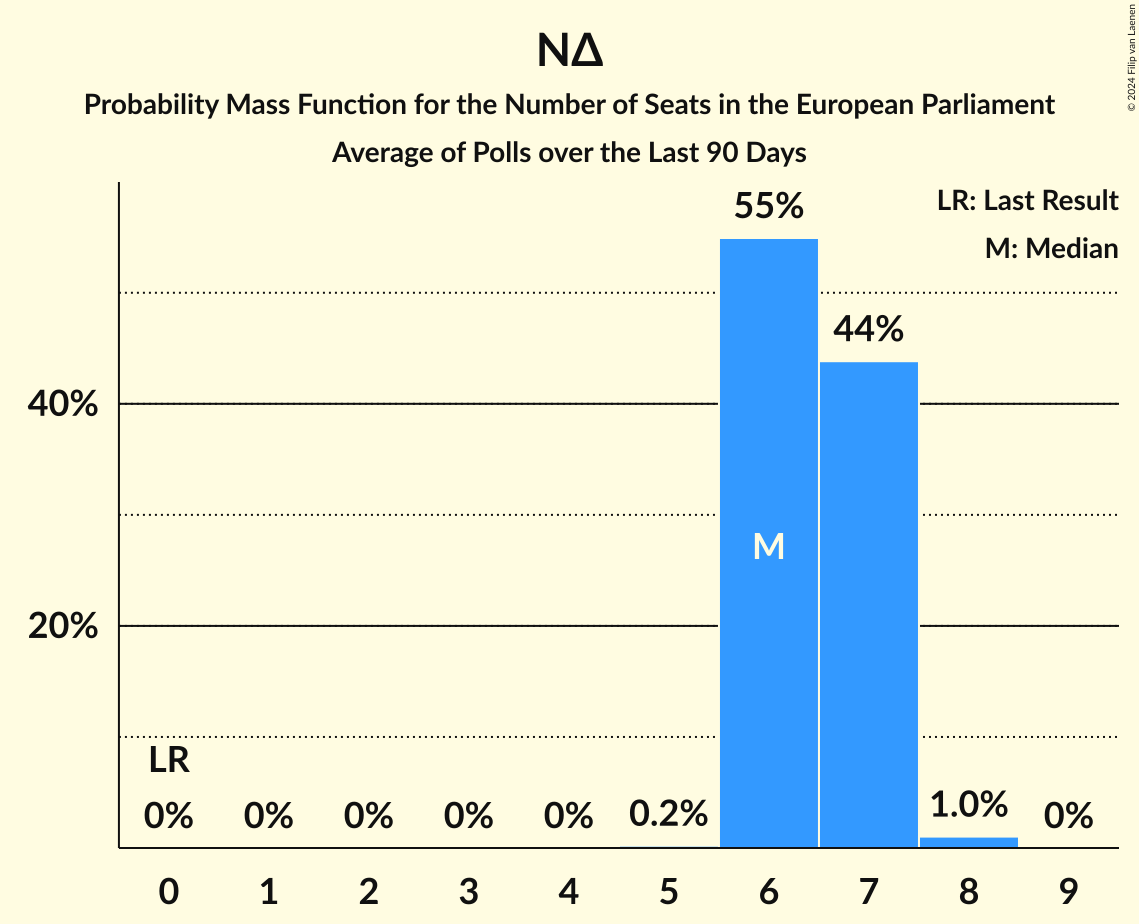 © 2024 Filip van Laenen
ΝΔ
Probability Mass Function for the Number of Seats in the European Parliament
Average of Polls over the Last 90 Days
LR: Last Result
M: Median
55%
44%
40%
M
20%
LR
0% 0% 0% 0% 0% 0.2% 1.0% 0%
0 1 2 3 4 5 6 7 8 9